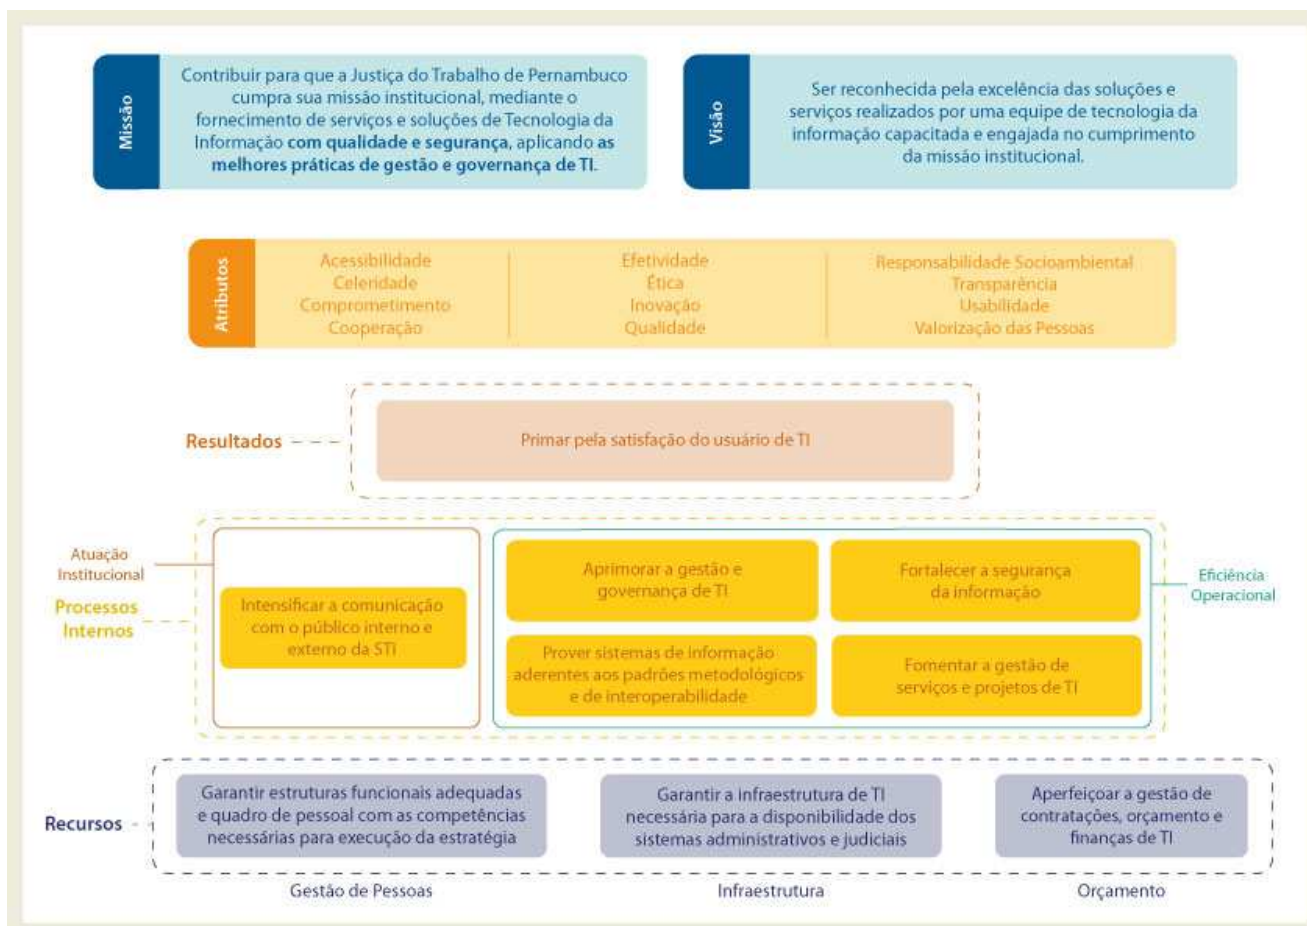 Missão
Contribuir para que a Justiça do Trabalho de Pernambuco
cumpra sua missão institucional, mediante o
fornecimento de serviços e soluções de Tecnologia da
Informação com qualidade e segurança, aplicando as
melhores práticas de gestão e governança de TI.
Visão
Ser reconhecida pela excelência das soluções e
serviços realizados por uma equipe de tecnologia da
informação capacitada e engajada no cumprimento
da missão institucional.
Atributos
Acessibilidade
Celeridade
Comprometimento
Cooperação
Efetividade
Ética
Inovação
Qualidade
Responsabilidade Socioambiental
Transparência
Usabilidade
Valorização das Pessoas
Resultados
Primar pela satisfação do usuário de TI
Atuação
Institucional
Processos
Internos
Intensificar a comunicação
com o público interno e
externo da STI
Aprimorar a gestão e
governança de TI
Fortalecer a segurança
da informação
Prover sistemas de informação
aderentes aos padrões metodológicos
e de interoperabilidade
Fomentar a gestão de
serviços e projetos de TI
Eficiência
Operacional
Recursos
Garantir estruturas funcionais adequadas
e quadro de pessoal com as competências
necessárias para execução da estratégia
Garantir a infraestrutura de TI
necessária para a disponibilidade dos
sistemas administrativos e judiciais
Aperfeiçoar a gestão de
contratações, orçamento e
finanças de TI
Gestão de Pessoas
Infraestrutura
Orçamento